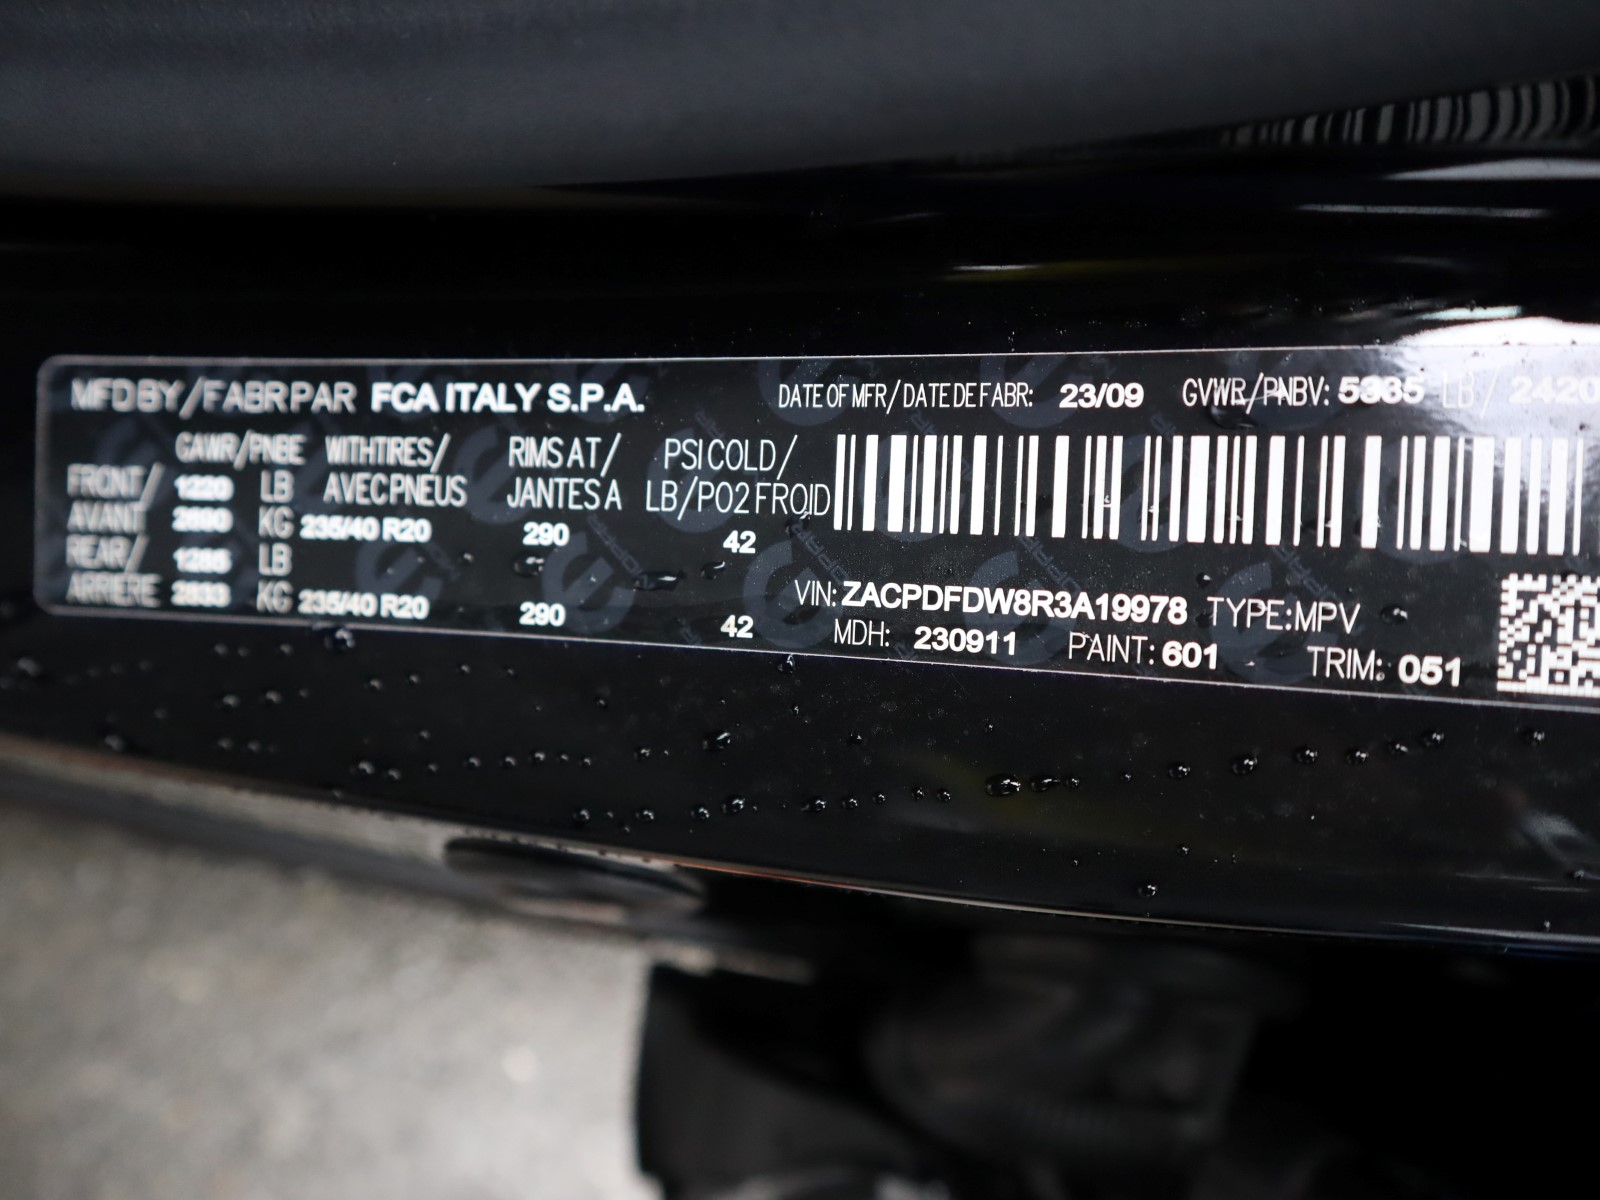 MFD BY/FABR PAR FCA ITALY S.P.A. DATE OF MFR/DATE DE FABR: 23/09 GVWR/PNBV: 5335 LB/ 2420
GAWR/PNBE WITH TIRES/ RIMS AT/ PSI COLD/
FRONT/ 1220 LB AVEC PNEUS JANTES A LB/PO2 FROID
AVANT 2690 KG 235/40 R20 290 42
REAR/ 1285 LB
ARRIERE 2833 KG 235/40 R20 290 42
VIN: ZACPDFDW8R3A19978 TYPE: MPV
MDH: 230911 PAINT: 601 TRIM: 051